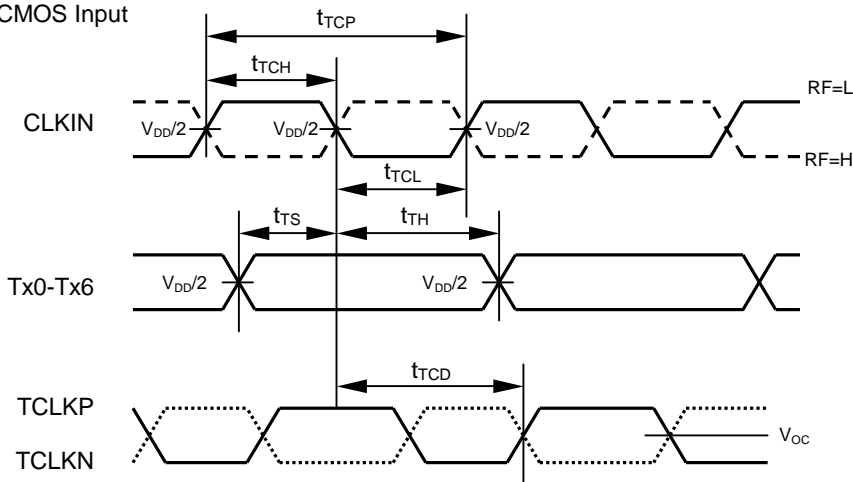 CMOS Input
tTCP
tTCH
RF=L
CLKIN
VDD/2 VDD/2 VDD/2
RF=H
tTCL
tTS tTH
Tx0-Tx6 VDD/2 VDD/2
tTCD
TCLKP
VOC
TCLKN